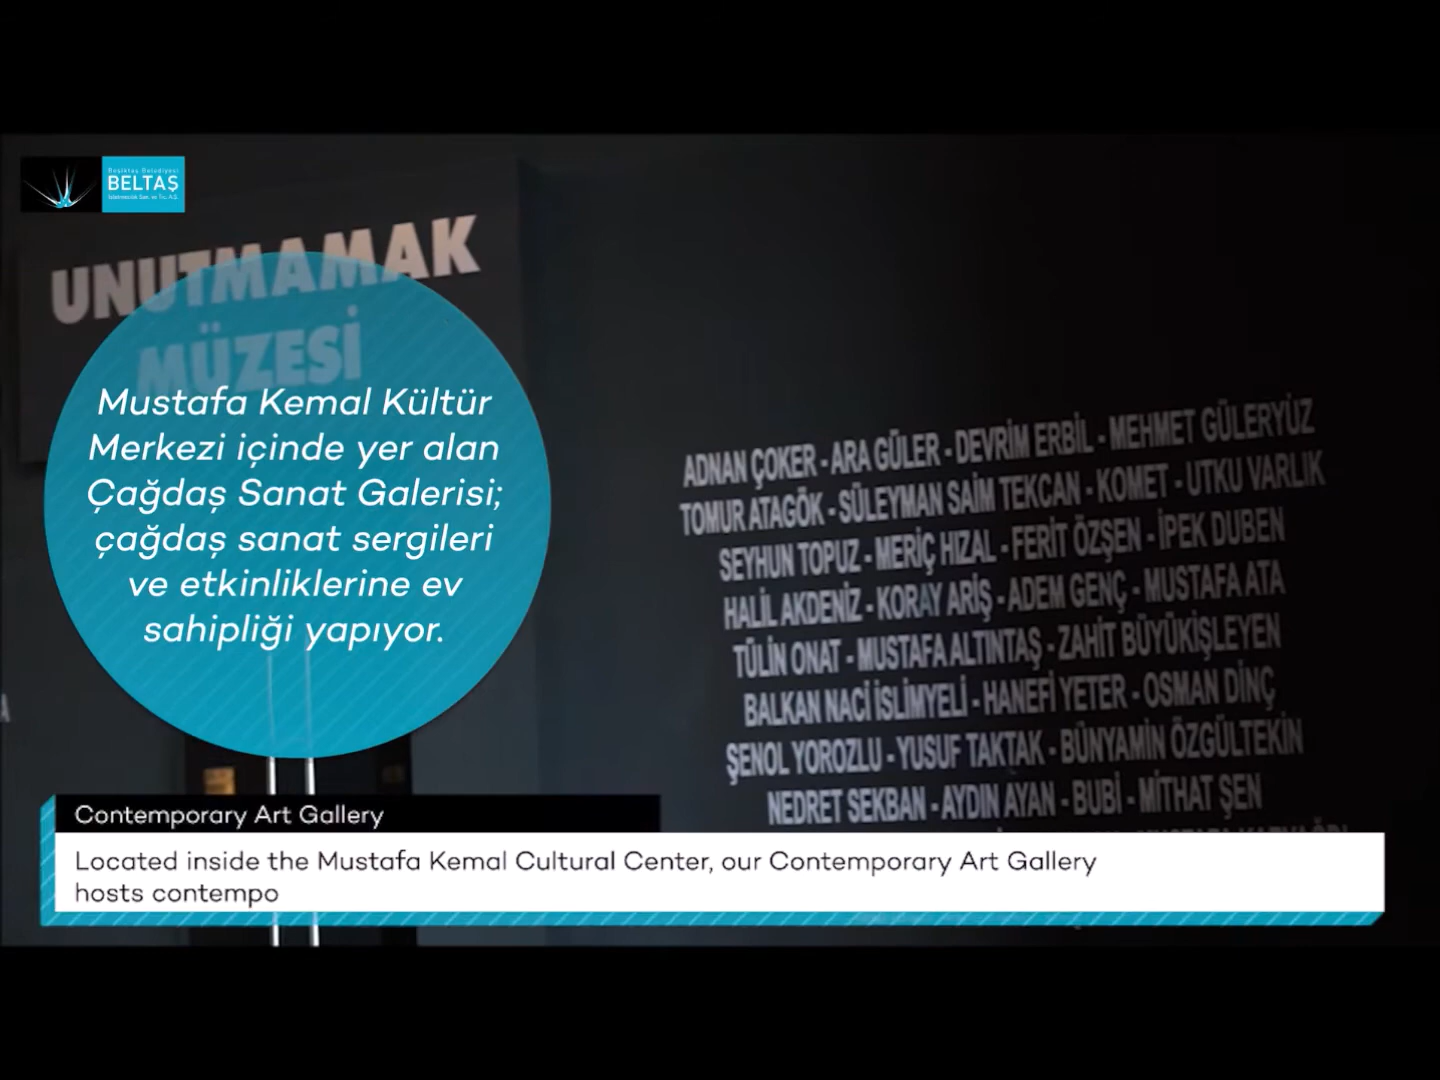 Beşiktaş Belediyesi
BELTAŞ
UNUTMAMAK
MÜZESİ
Mustafa Kemal Kültür
Merkezi içinde yer alan
Çağdaş Sanat Galerisi;
çağdaş sanat sergileri
ve etkinliklerine ev
sahipliği yapıyor.
ADNAN ÇOKER - ARA GÜLER - DEVRİM ERBİL - MEHMET GÜLERYÜZ
TOMUR ATAGÖK - SÜLEYMAN SAİM TEKCAN - KOMET - UTKU VARLIK
SEYHUN TOPUZ - MERİÇ HIZAL - FERİT ÖZŞEN - İPEK DUBEN
HALİL AKDENİZ - KORAY ARİŞ - ADEM GENÇ - MUSTAFA ATA
TÜLİN ONAT - MUSTAFA ALTINTAŞ - ZAHİT BÜYÜKİŞLEYEN
BALKAN NACİ İSLİMYELİ - HANEFİ YETER - OSMAN DİNÇ
ŞENOL YOROZLU - YUSUF TAKTAK - BÜNYAMİN ÖZGÜLTEKİN
NEDRET SEKBAN - AYDIN AYAN - BUBİ - MİTHAT ŞEN
Contemporary Art Gallery
Located inside the Mustafa Kemal Cultural Center, our Contemporary Art Gallery
hosts contempo